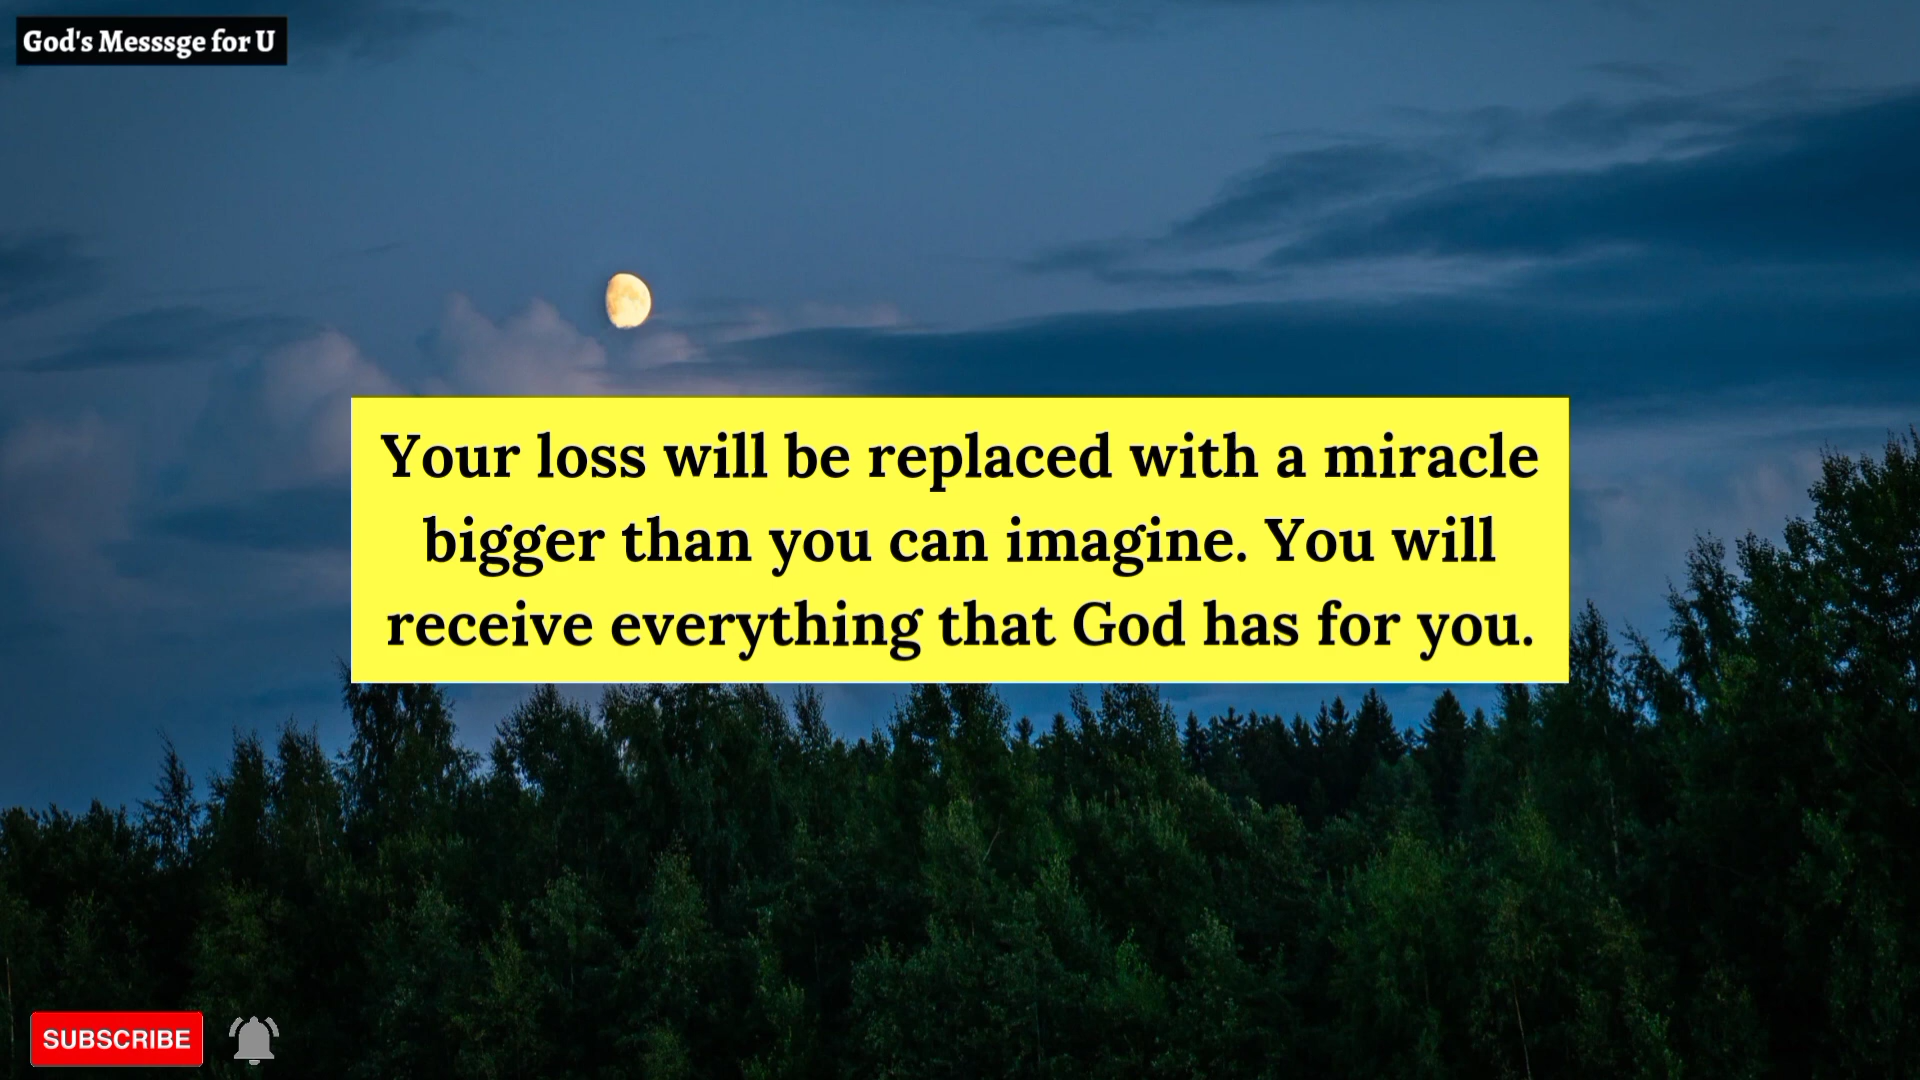 God's Messsge for U
Your loss will be replaced with a miracle
bigger than you can imagine. You will
receive everything that God has for you.
SUBSCRIBE